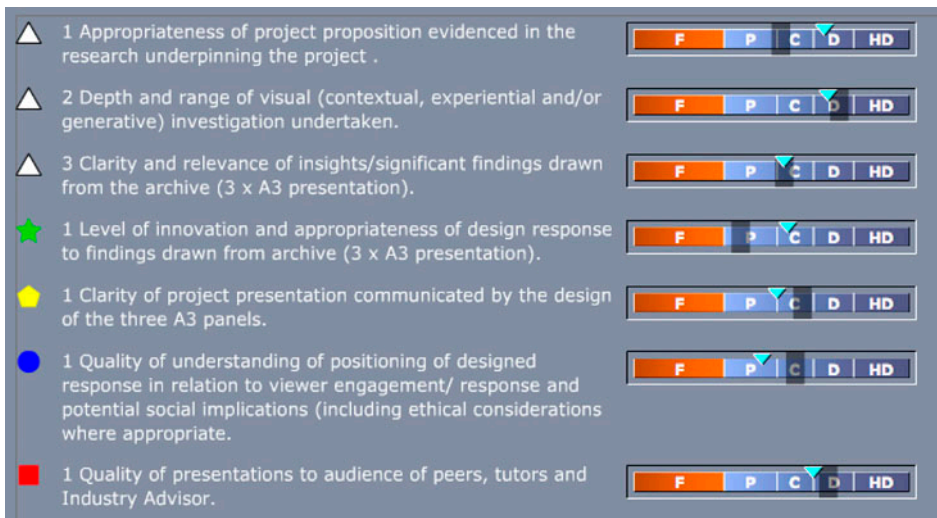 1 Appropriateness of project proposition evidenced in the
research underpinning the project .
F P C D HD
2 Depth and range of visual (contextual, experiential and/or
generative) investigation undertaken.
F P C D HD
3 Clarity and relevance of insights/significant findings drawn
from the archive (3 x A3 presentation).
F P C D HD
1 Level of innovation and appropriateness of design response
to findings drawn from archive (3 x A3 presentation).
F P C D HD
1 Clarity of project presentation communicated by the design
of the three A3 panels.
F P C D HD
1 Quality of understanding of positioning of designed
response in relation to viewer engagement/ response and
potential social implications (including ethical considerations
where appropriate.
F P C D HD
1 Quality of presentations to audience of peers, tutors and
Industry Advisor.
F P C D HD